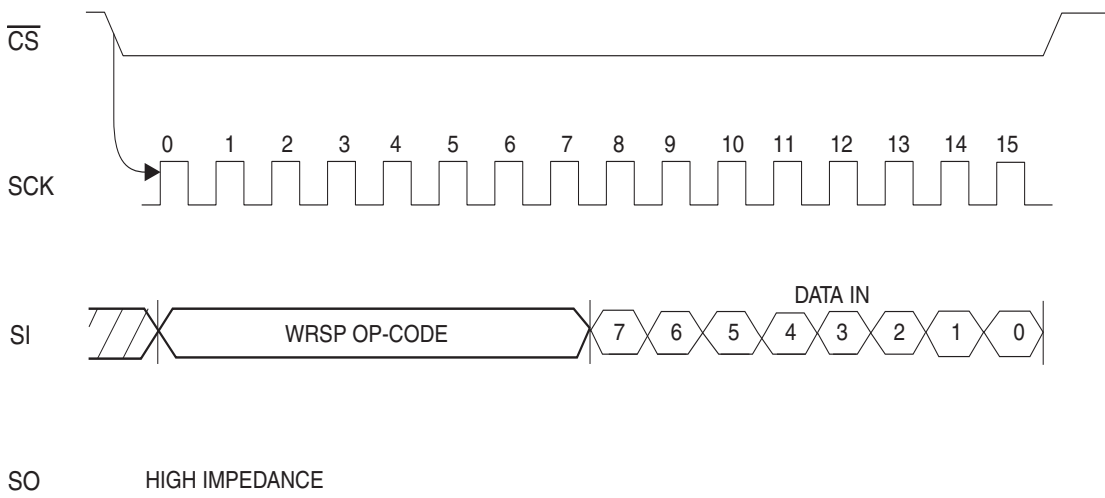 C̅S̅
0 1 2 3 4 5 6 7 8 9 10 11 12 13 14 15
SCK
DATA IN
SI WRSP OP-CODE 7 6 5 4 3 2 1 0
SO HIGH IMPEDANCE